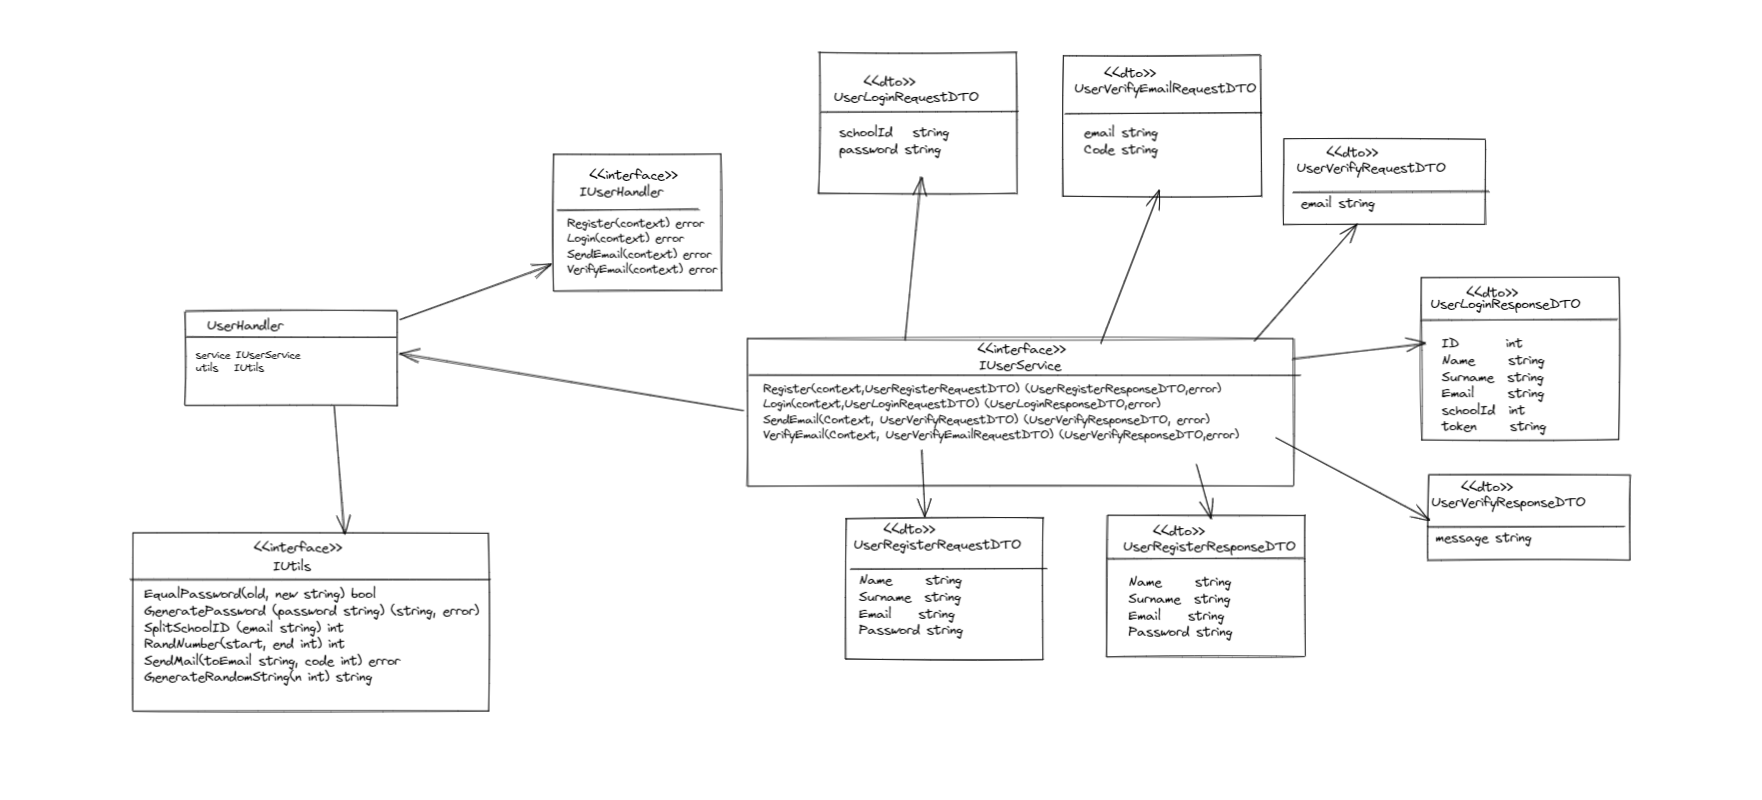 <<dto>>
UserLoginRequestDTO
schoolId string
password string
<<dto>>
UserVerifyEmailRequestDTO
email string
Code string
<<dto>>
UserVerifyRequestDTO
email string
<<interface>>
IUserHandler
Register(context) error
Login(context) error
SendEmail(context) error
VerifyEmail(context) error
UserHandler
service IUserService
utils IUtils
<<interface>>
IUserService
Register(context,UserRegisterRequestDTO) (UserRegisterResponseDTO,error)
Login(context,UserLoginRequestDTO) (UserLoginResponseDTO,error)
SendEmail(Context, UserVerifyRequestDTO) (UserVerifyResponseDTO, error)
VerifyEmail(Context, UserVerifyEmailRequestDTO) (UserVerifyResponseDTO,error)
<<dto>>
UserLoginResponseDTO
ID int
Name string
Surname string
Email string
schoolId int
token string
<<dto>>
UserVerifyResponseDTO
message string
<<interface>>
IUtils
EqualPassword(old, new string) bool
GeneratePassword (password string) (string, error)
SplitSchoolID (email string) int
RandNumber(start, end int) int
SendMail(toEmail string, code int) error
GenerateRandomString(n int) string
<<dto>>
UserRegisterRequestDTO
Name string
Surname string
Email string
Password string
<<dto>>
UserRegisterResponseDTO
Name string
Surname string
Email string
Password string